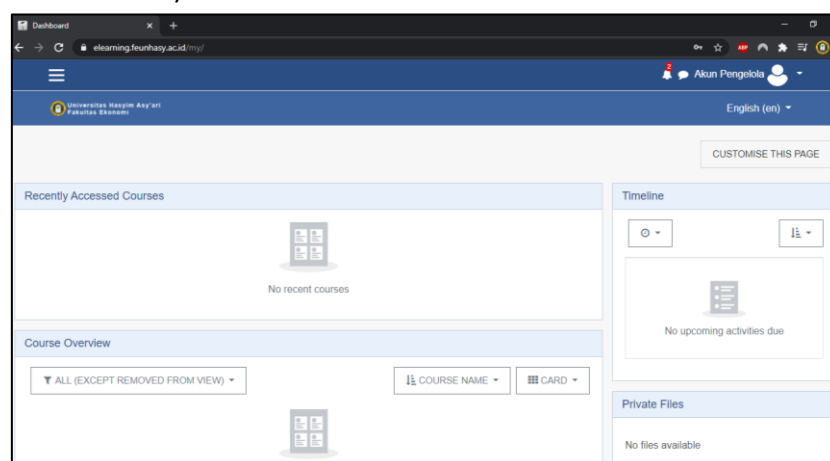 Dashboard
elearning.feunhasy.ac.id/my/
ABP
2
Akun Pengelola
Universitas Hasyim Asy'ari
Fakultas Ekonomi
English (en)
CUSTOMISE THIS PAGE
Recently Accessed Courses
No recent courses
Timeline
No upcoming activities due
Course Overview
ALL (EXCEPT REMOVED FROM VIEW)
COURSE NAME
CARD
Private Files
No files available